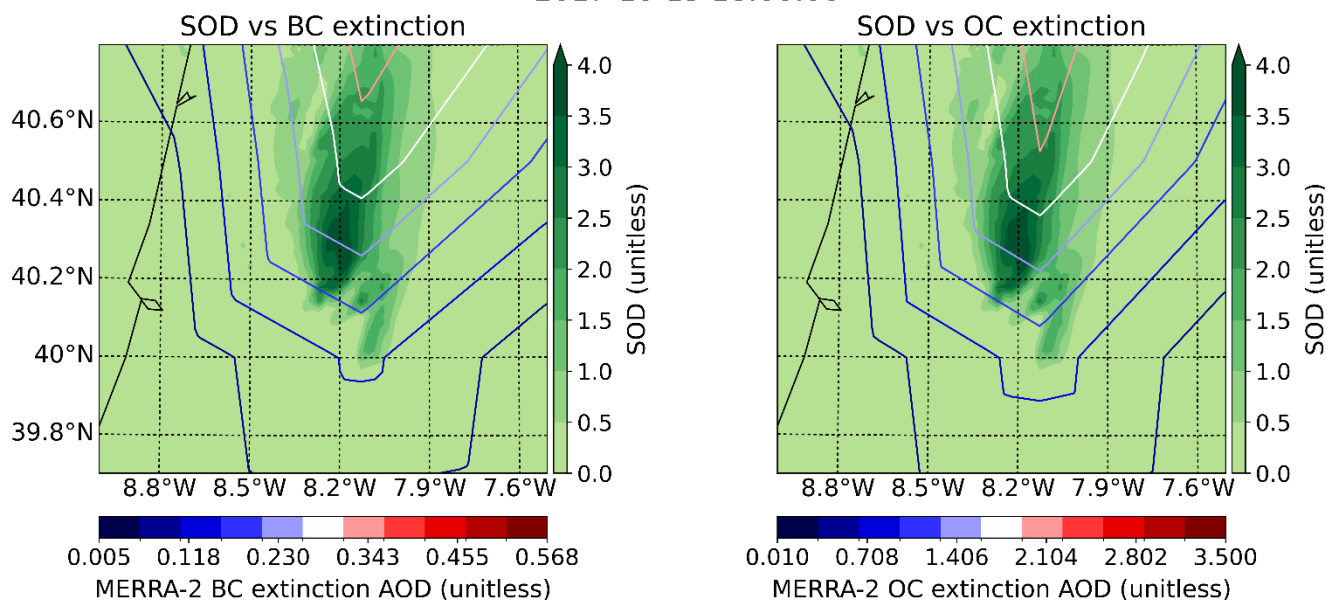 SOD vs BC extinction
SOD vs OC extinction
40.6°N
40.4°N
40.2°N
40°N
39.8°N
8.8°W 8.5°W 8.2°W 7.9°W 7.6°W
4.0
3.5
3.0
2.5
2.0
1.5
1.0
0.5
0.0
SOD (unitless)
8.8°W 8.5°W 8.2°W 7.9°W 7.6°W
4.0
3.5
3.0
2.5
2.0
1.5
1.0
0.5
0.0
SOD (unitless)
0.005 0.118 0.230 0.343 0.455 0.568
MERRA-2 BC extinction AOD (unitless)
0.010 0.708 1.406 2.104 2.802 3.500
MERRA-2 OC extinction AOD (unitless)